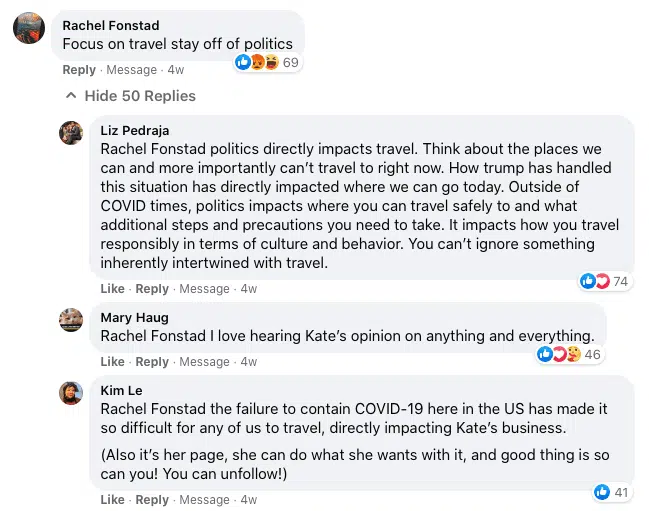 Rachel Fonstad
Focus on travel stay off of politics
69
Reply · Message · 4w
Hide 50 Replies
Liz Pedraja
Rachel Fonstad politics directly impacts travel. Think about the places we
can and more importantly can't travel to right now. How trump has handled
this situation has directly impacted where we can go today. Outside of
COVID times, politics impacts where you can travel safely to and what
additional steps and precautions you need to take. It impacts how you travel
responsibly in terms of culture and behavior. You can't ignore something
inherently intertwined with travel.
74
Like · Reply · Message · 4w
Mary Haug
Rachel Fonstad I love hearing Kate's opinion on anything and everything.
46
Like · Reply · Message · 4w
Kim Le
Rachel Fonstad the failure to contain COVID-19 here in the US has made it
so difficult for any of us to travel, directly impacting Kate's business.
(Also it's her page, she can do what she wants with it, and good thing is so
can you! You can unfollow!)
41
Like · Reply · Message · 4w